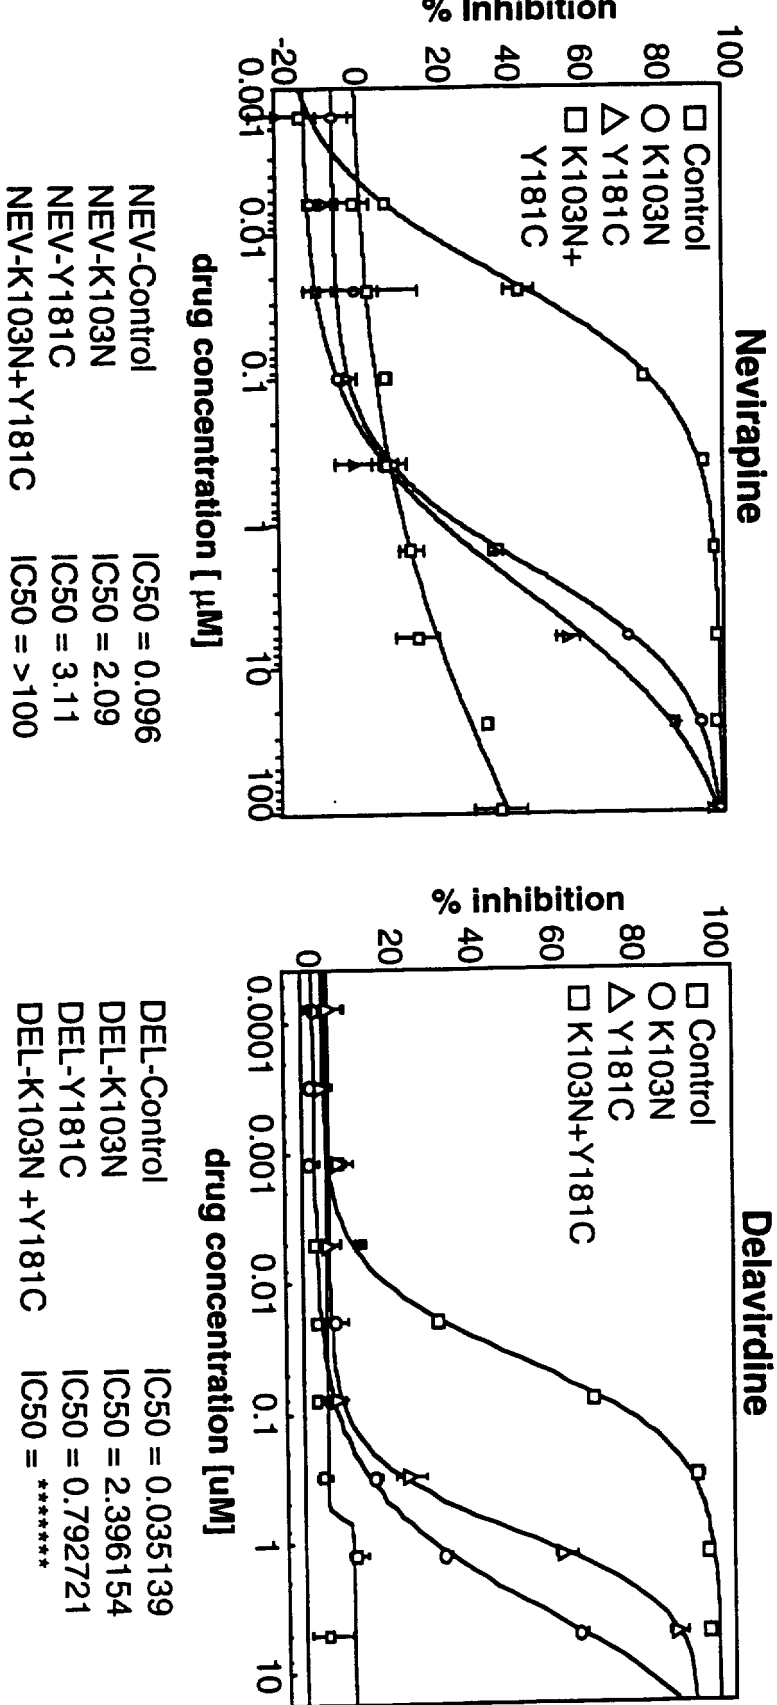 Nevirapine
% Inhibition
100
80
60
40
20
0
-20
□ Control
○ K103N
△ Y181C
□ K103N+
Y181C
0.001
0.01
0.1
1
10
100
drug concentration [ µM]
NEV-Control IC50 = 0.096
NEV-K103N IC50 = 2.09
NEV-Y181C IC50 = 3.11
NEV-K103N+Y181C IC50 = >100
Delavirdine
% inhibition
100
80
60
40
20
0
□ Control
○ K103N
△ Y181C
□ K103N+Y181C
0.0001
0.001
0.01
0.1
1
10
drug concentration [uM]
DEL-Control IC50 = 0.035139
DEL-K103N IC50 = 2.396154
DEL-Y181C IC50 = 0.792721
DEL-K103N +Y181C IC50 = *******